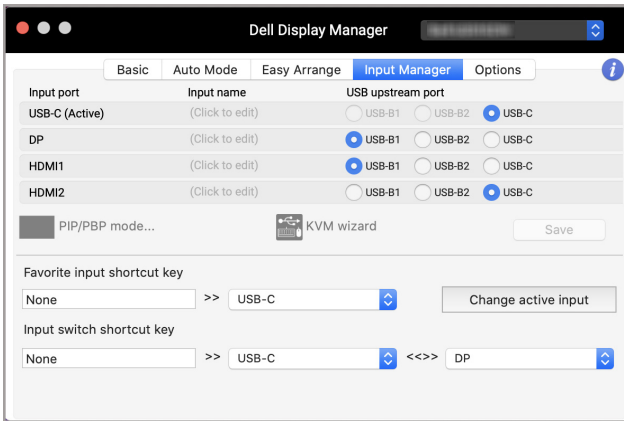 Dell Display Manager
Basic Auto Mode Easy Arrange Input Manager Options i
Input port Input name USB upstream port
USB-C (Active) (Click to edit) USB-B1 USB-B2 USB-C
DP (Click to edit) USB-B1 USB-B2 USB-C
HDMI1 (Click to edit) USB-B1 USB-B2 USB-C
HDMI2 (Click to edit) USB-B1 USB-B2 USB-C
PIP/PBP mode... KVM wizard Save
Favorite input shortcut key
None >> USB-C Change active input
Input switch shortcut key
None >> USB-C <<>> DP